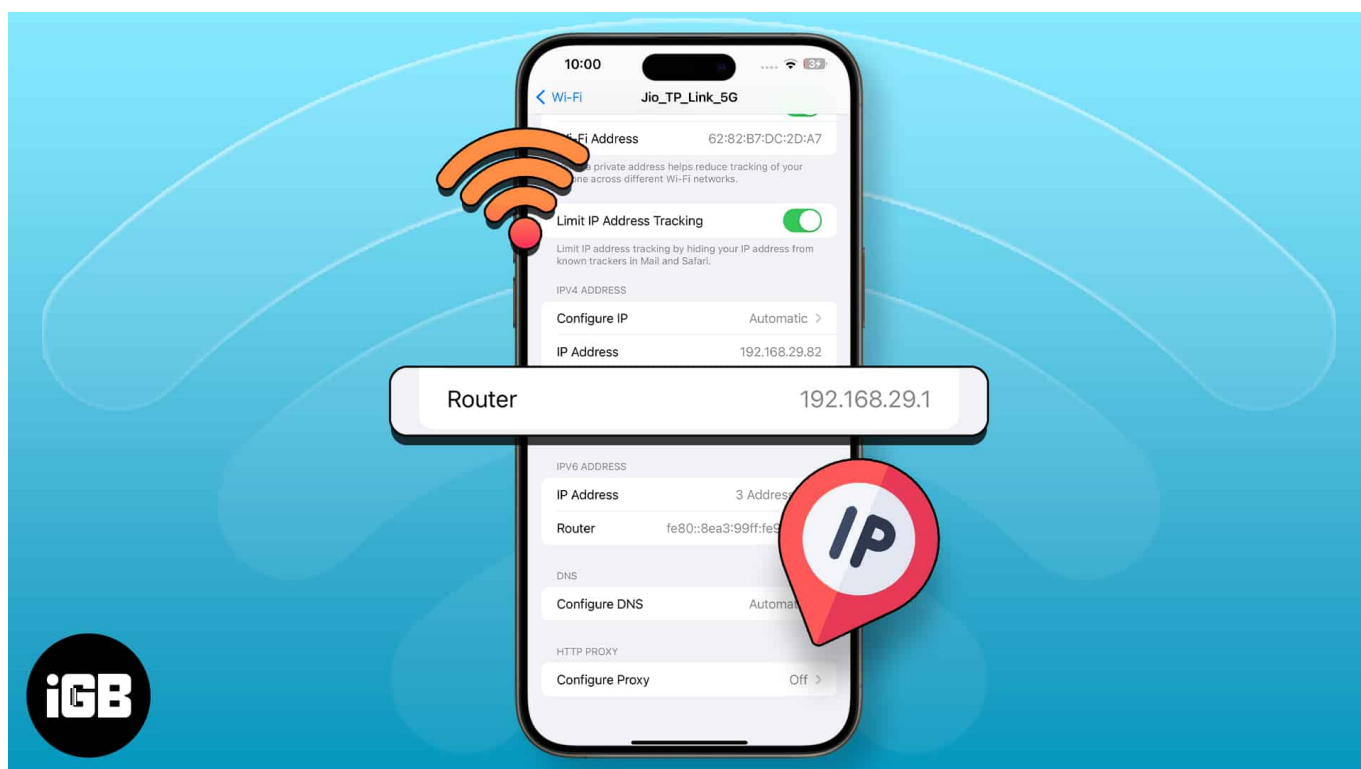 10:00
Wi-Fi Jio_TP_Link_5G
Address 62:82:B7:DC:2D:A7
private address helps reduce tracking of your
across different Wi-Fi networks.
Limit IP Address Tracking
Limit IP address tracking by hiding your IP address from
known trackers in Mail and Safari.
IPV4 ADDRESS
Configure IP Automatic
IP Address 192.168.29.82
Router 192.168.29.1
IPV6 ADDRESS
IP Address 3
Router
IP
DNS
Configure DNS
HTTP PROXY
Configure Proxy Off
iGB